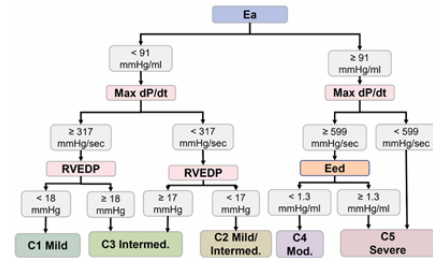 Ea
< 91
mmHg/ml
≥ 91
mmHg/ml
Max dP/dt
Max dP/dt
≥ 317
mmHg/sec
< 317
mmHg/sec
≥ 599
mmHg/sec
< 599
mmHg/sec
RVEDP
RVEDP
Eed
< 18
mmHg
≥ 18
mmHg
≥ 17
mmHg
< 17
mmHg
< 1.3
mmHg/ml
≥ 1.3
mmHg/ml
C1 Mild
C3 Intermed.
C2 Mild/
Intermed.
C4
Mod.
C5
Severe